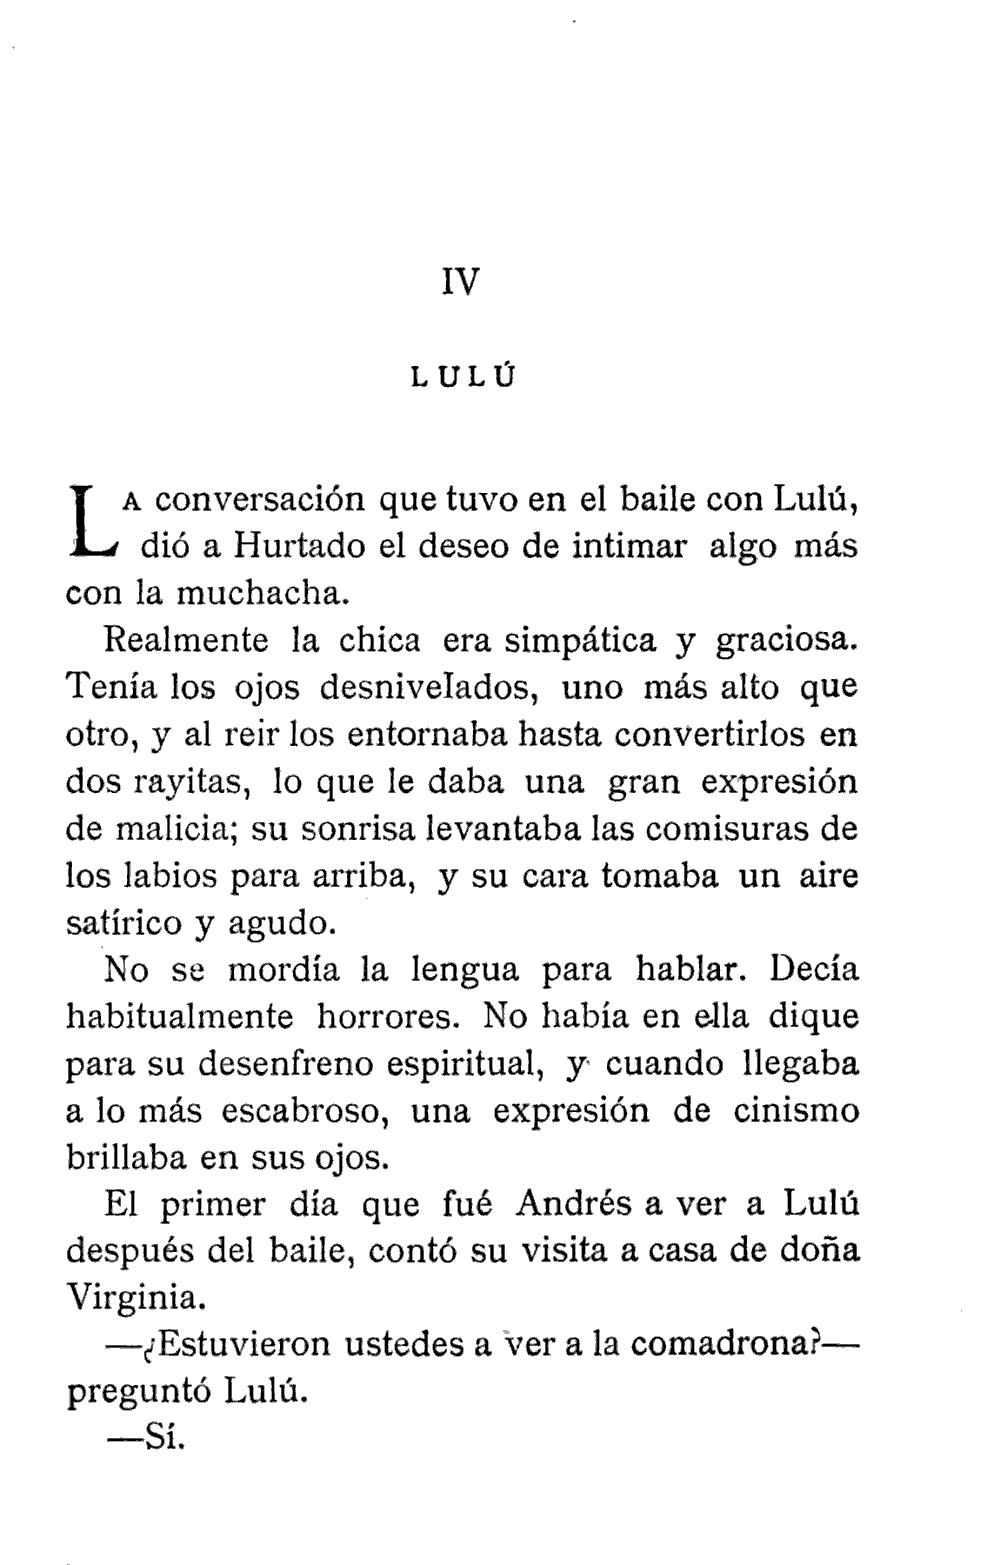 IV
LULÚ
LA conversación que tuvo en el baile con Lulú,
dió a Hurtado el deseo de intimar algo más
con la muchacha.
Realmente la chica era simpática y graciosa.
Tenía los ojos desnivelados, uno más alto que
otro, y al reir los entornaba hasta convertirlos en
dos rayitas, lo que le daba una gran expresión
de malicia; su sonrisa levantaba las comisuras de
los labios para arriba, y su cara tomaba un aire
satírico y agudo.
No se mordía la lengua para hablar. Decía
habitualmente horrores. No había en ella dique
para su desenfreno espiritual, y cuando llegaba
a lo más escabroso, una expresión de cinismo
brillaba en sus ojos.
El primer día que fué Andrés a ver a Lulú
después del baile, contó su visita a casa de doña
Virginia.
—¿Estuvieron ustedes a ver a la comadrona?—
preguntó Lulú.
—Sí.